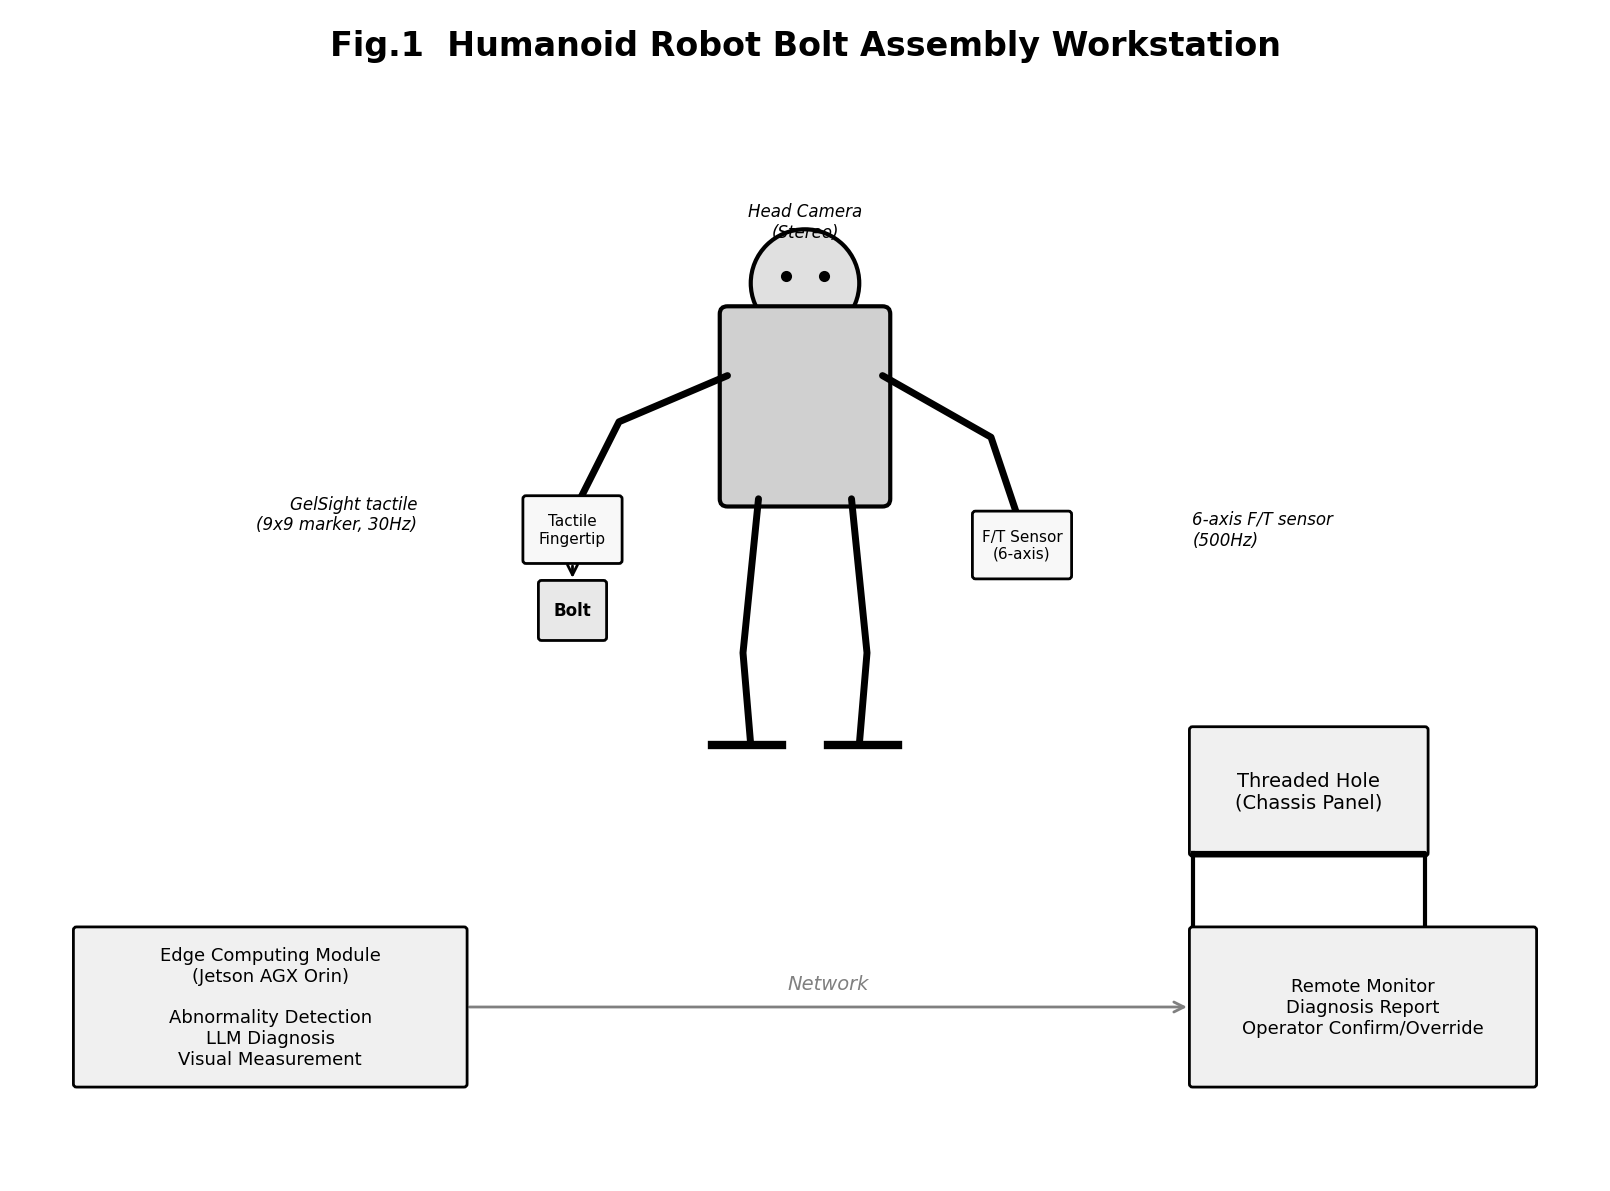 Fig.1  Humanoid Robot Bolt Assembly Workstation
Head Camera
(Stereo)
GelSight tactile
(9x9 marker, 30Hz)
Tactile
Fingertip
Bolt
F/T Sensor
(6-axis)
6-axis F/T sensor
(500Hz)
Threaded Hole
(Chassis Panel)
Edge Computing Module
(Jetson AGX Orin)
Abnormality Detection
LLM Diagnosis
Visual Measurement
Network
Remote Monitor
Diagnosis Report
Operator Confirm/Override